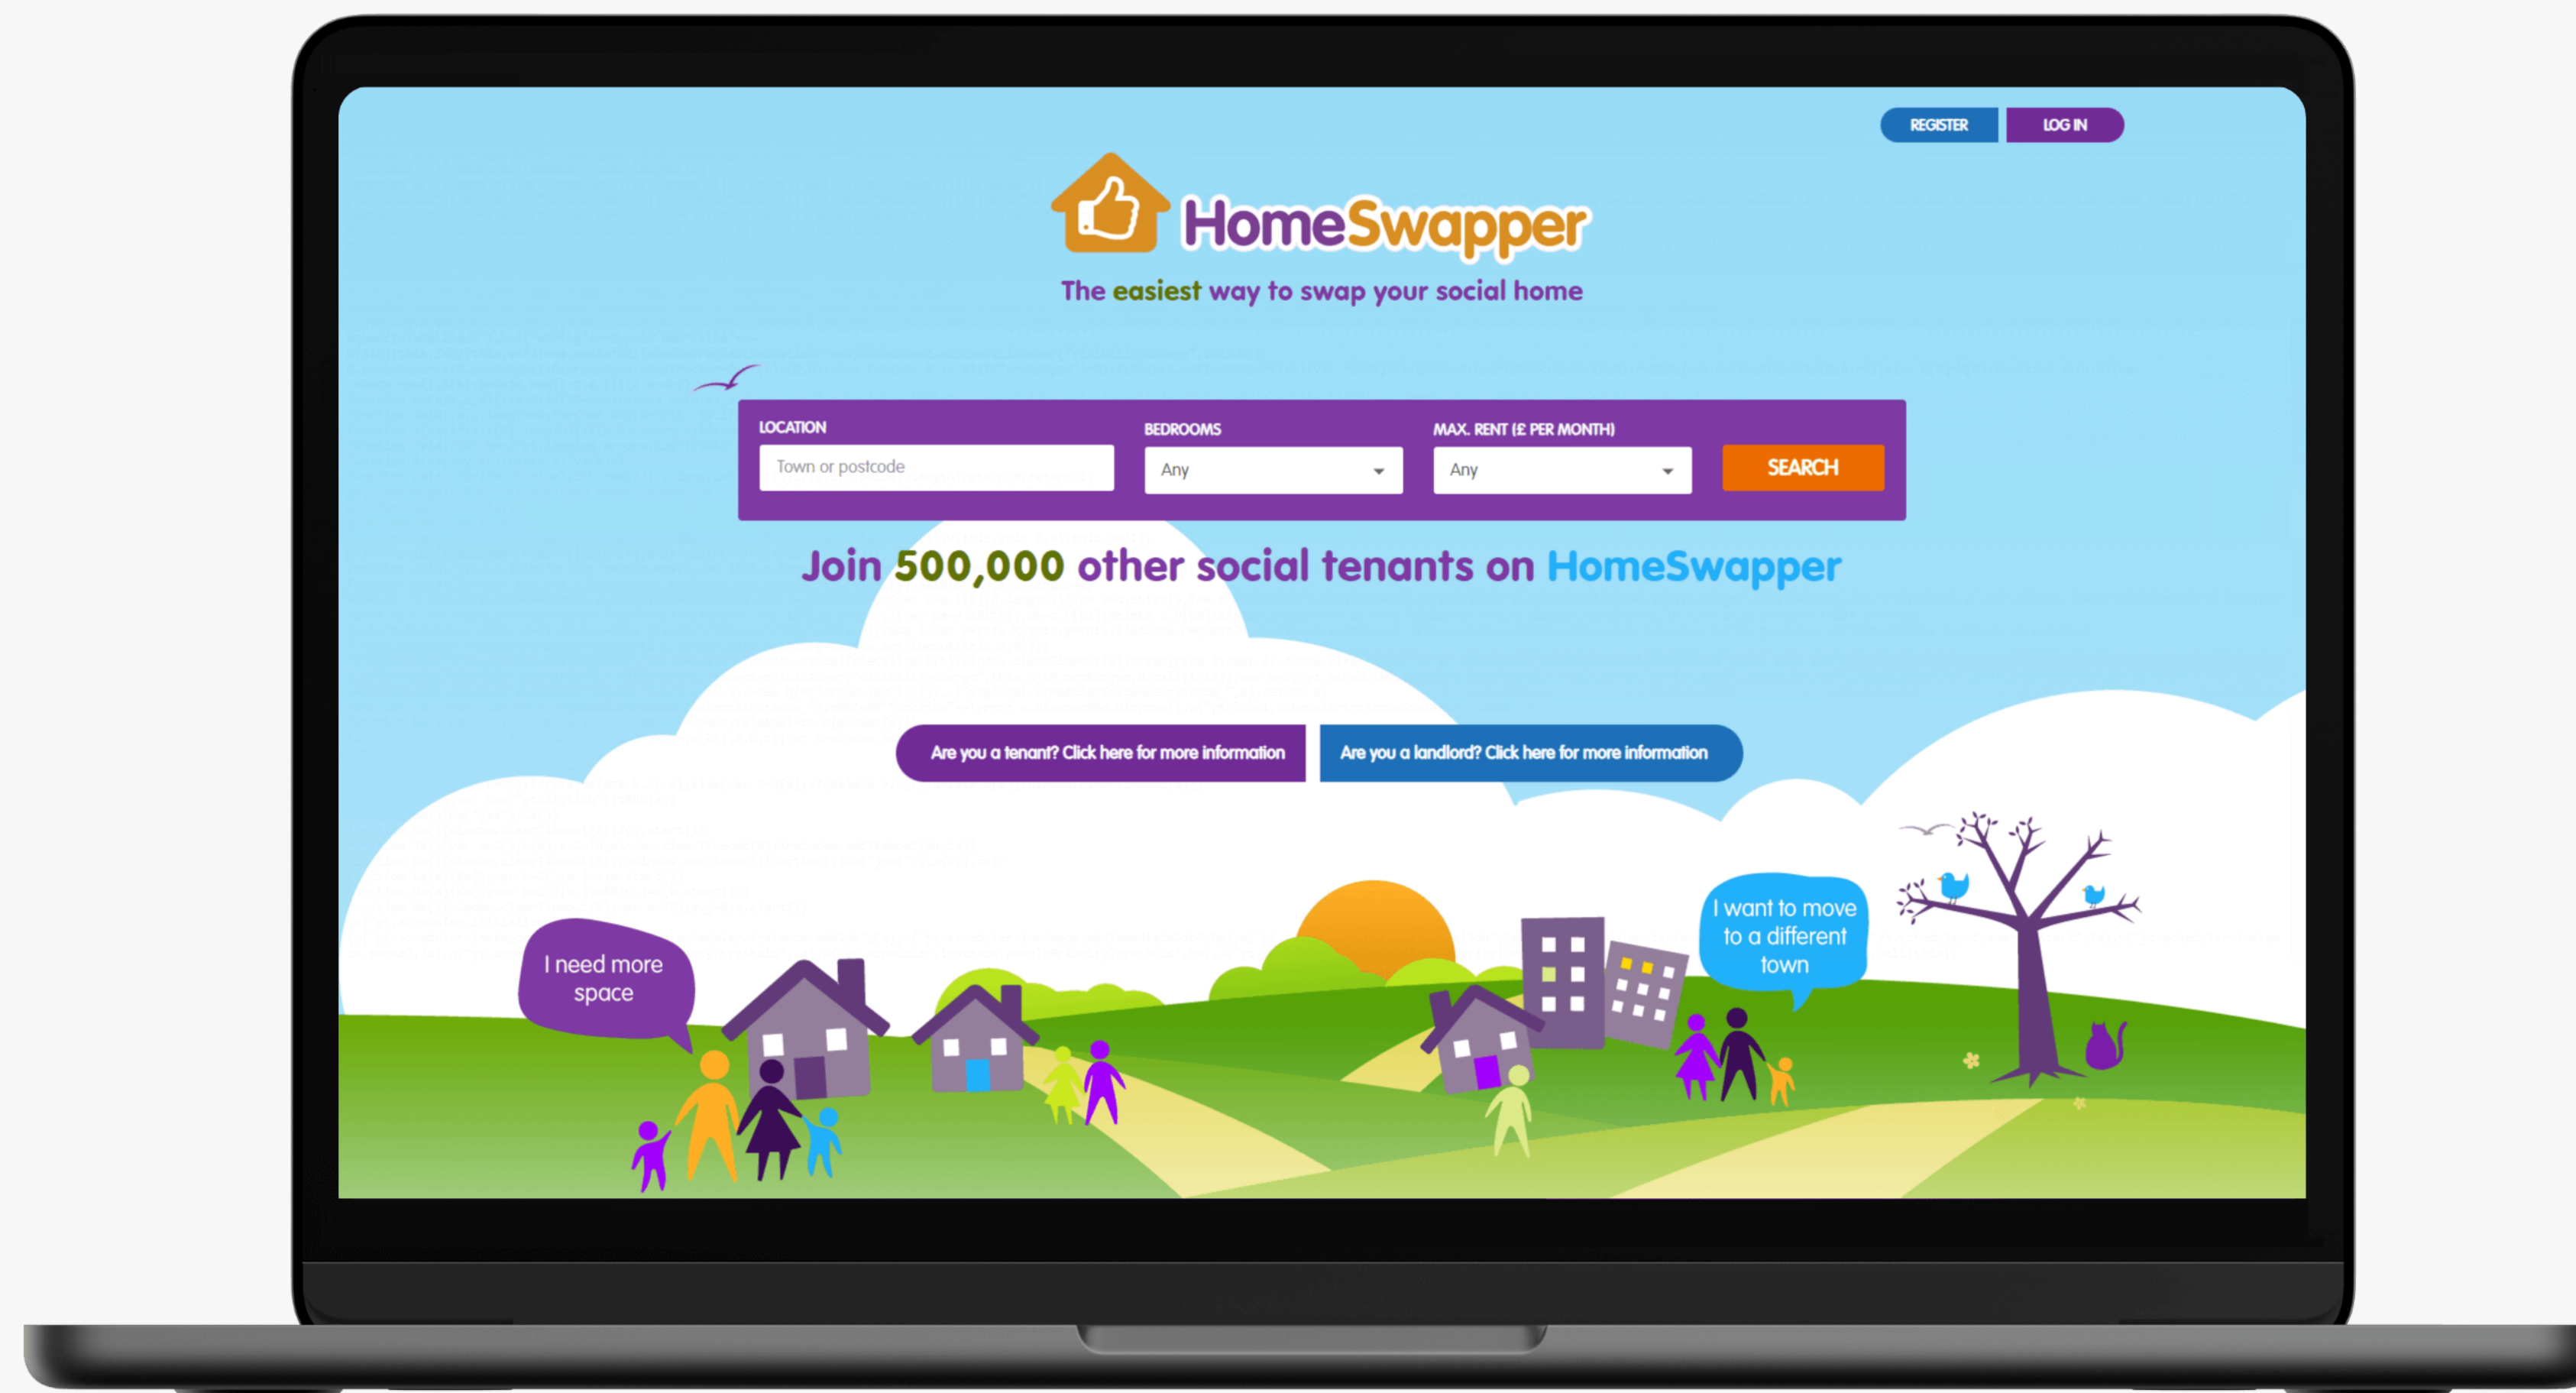 REGISTER
LOG IN
HomeSwapper
The easiest way to swap your social home
LOCATION
BEDROOMS
MAX. RENT (£ PER MONTH)
Town or postcode
Any
Any
SEARCH
Join 500,000 other social tenants on HomeSwapper
Are you a tenant? Click here for more information
Are you a landlord? Click here for more information
I need more
space
I want to move
to a different
town